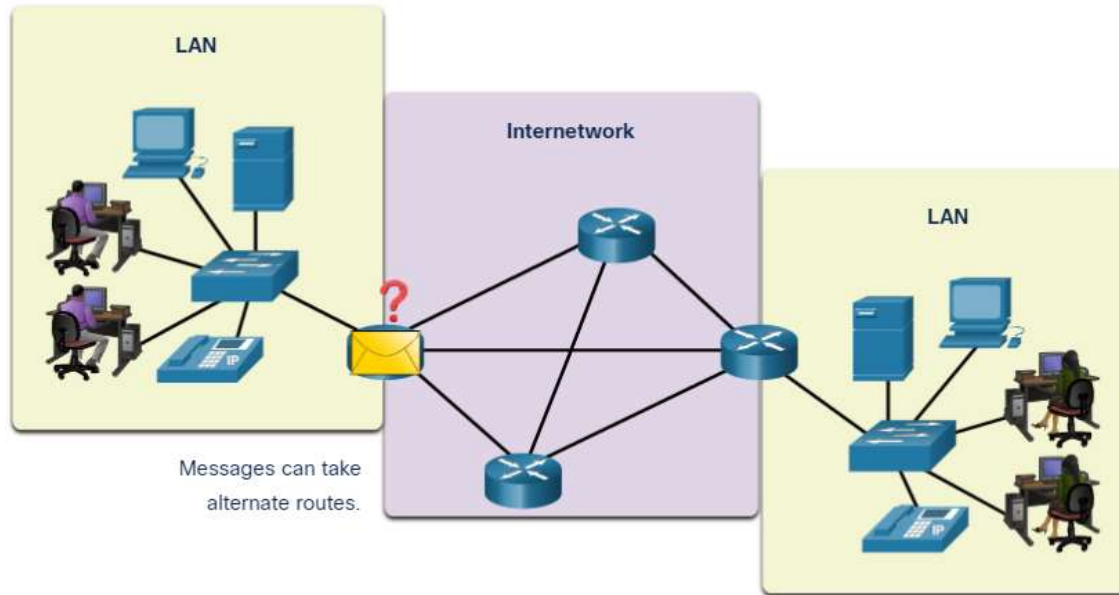 LAN
Internetwork
LAN
?
IP
Messages can take
alternate routes.
IP